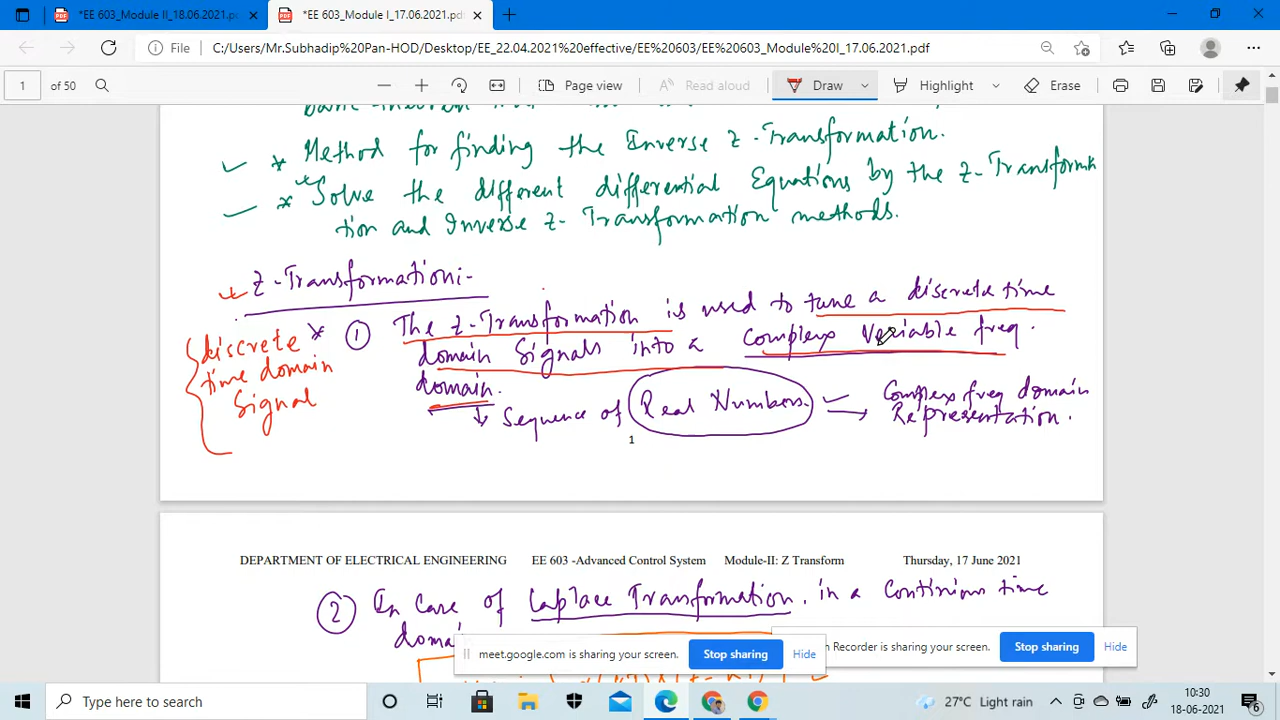 *EE 603_Module II_18.06.2021.p
*EE 603_Module I_17.06.2021.pdf
File C:/Users/Mr.Subhadip%20Pan-HOD/Desktop/EE_22.04.2021%20effective/EE%20603/EE%20603_Module%20I_17.06.2021.pdf
1 of 50 Page view Read aloud Draw Highlight Erase
* Method for finding the Inverse Z-Transformation.
* Solve the different differential Equations by the Z-Transforma
tion and Inverse Z-Transformation methods.
Z-Transformation:-
discrete
time domain
Signal
* ① The Z-Transformation is used to tune a discrete time
domain Signals into a Complex Variable freq.
domain.
↓ Sequence of Real Numbers. → Complex freq domain
Representation.
1
DEPARTMENT OF ELECTRICAL ENGINEERING EE 603 -Advanced Control System Module-II: Z Transform Thursday, 17 June 2021
② In Case of Laplace Transformation, in a Continious time
meet.google.com is sharing your screen. Stop sharing Hide
Recorder is sharing your screen. Stop sharing Hide
Type here to search
27°C Light rain
10:30
18-06-2021
6